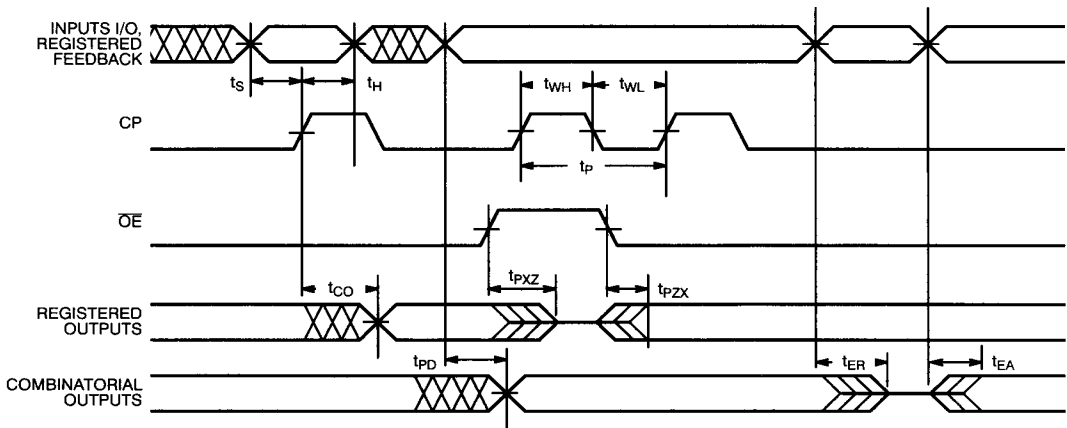 INPUTS I/O,
REGISTERED
FEEDBACK
tS
tH
tWH
tWL
CP
tP
OE
tCO
tPXZ
tPZX
REGISTERED
OUTPUTS
tPD
tER
tEA
COMBINATORIAL
OUTPUTS